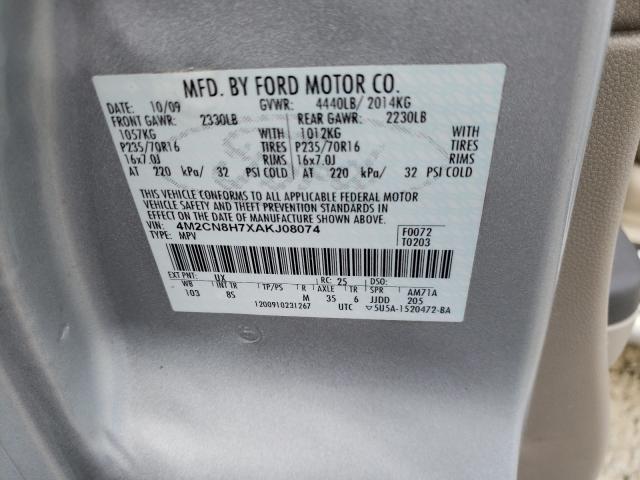 MFD. BY FORD MOTOR CO.
DATE: 10/09 GVWR: 4440LB/ 2014KG
FRONT GAWR: 2330LB REAR GAWR: 2230LB
1057KG WITH 1012KG WITH
P235/70R16 TIRES P235/70R16 TIRES
16x7.0J RIMS 16x7.0J RIMS
AT 220 kPa/ 32 PSI COLD AT 220 kPa/ 32 PSI COLD
THIS VEHICLE CONFORMS TO ALL APPLICABLE FEDERAL MOTOR
VEHICLE SAFETY AND THEFT PREVENTION STANDARDS IN
EFFECT ON THE DATE OF MANUFACTURE SHOWN ABOVE.
VIN: 4M2CN8H7XAKJ08074 F0072
TYPE: MPV T0203
EXT PNT: UX RC: 25 DSO:
WB INT TR TP/PS R AXLE TR SPR AM71A
103 8S M 35 6 JJDD 205
1200910231267 UTC 5U5A-1520472-BA